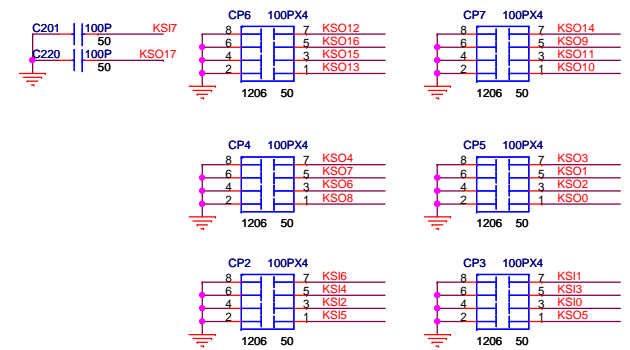 C201 100P KSI7
50
C220 100P KSO17
50
CP6 100PX4
8 7 KSO12
6 5 KSO16
4 3 KSO15
2 1 KSO13
1206 50
CP7 100PX4
8 7 KSO14
6 5 KSO9
4 3 KSO11
2 1 KSO10
1206 50
CP4 100PX4
8 7 KSO4
6 5 KSO7
4 3 KSO6
2 1 KSO8
1206 50
CP5 100PX4
8 7 KSO3
6 5 KSO1
4 3 KSO2
2 1 KSO0
1206 50
CP2 100PX4
8 7 KSI6
6 5 KSI4
4 3 KSI2
2 1 KSI5
1206 50
CP3 100PX4
8 7 KSI1
6 5 KSI3
4 3 KSI0
2 1 KSO5
1206 50